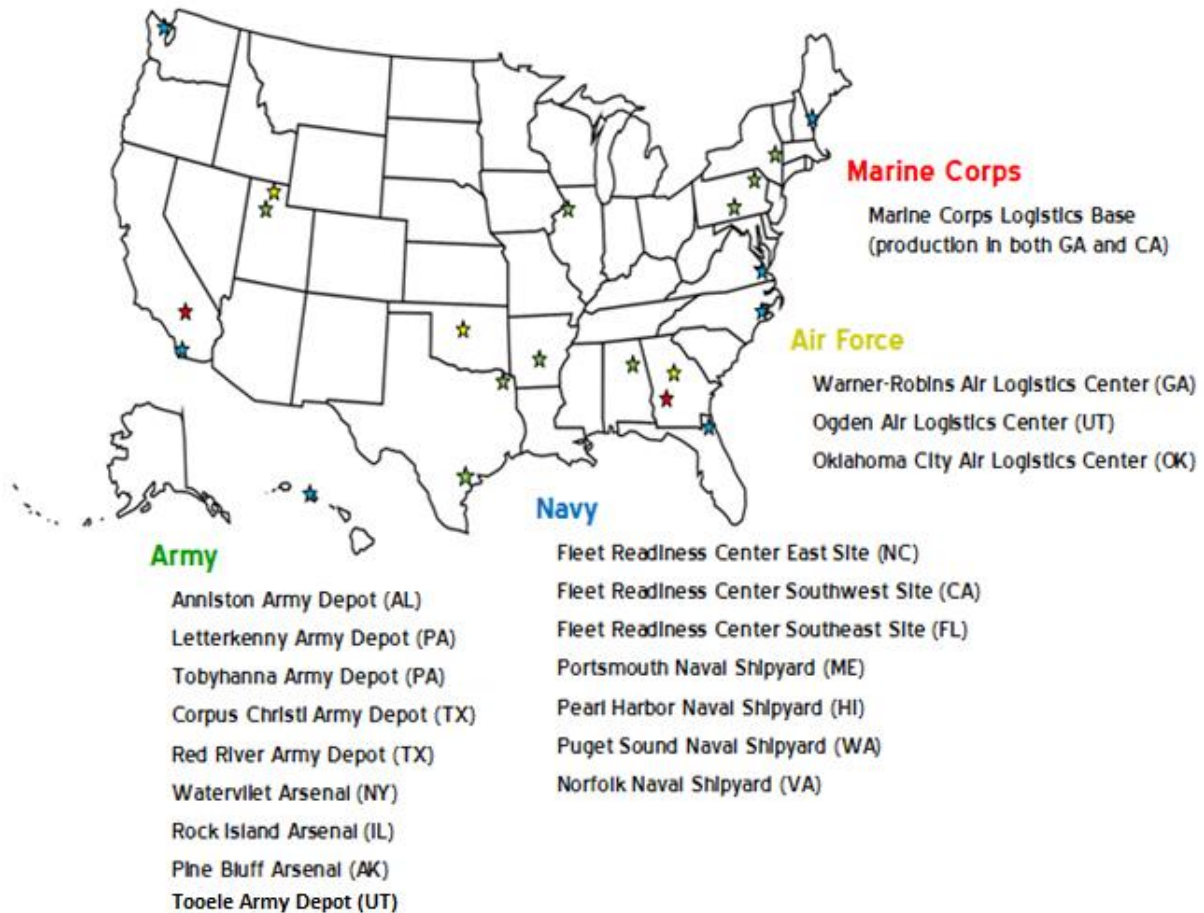 Marine Corps
Marine Corps Logistics Base
(production in both GA and CA)
Air Force
Warner-Robins Air Logistics Center (GA)
Ogden Air Logistics Center (UT)
Oklahoma City Air Logistics Center (OK)
Navy
Fleet Readiness Center East Site (NC)
Fleet Readiness Center Southwest Site (CA)
Fleet Readiness Center Southeast Site (FL)
Portsmouth Naval Shipyard (ME)
Pearl Harbor Naval Shipyard (HI)
Puget Sound Naval Shipyard (WA)
Norfolk Naval Shipyard (VA)
Army
Anniston Army Depot (AL)
Letterkenny Army Depot (PA)
Tobyhanna Army Depot (PA)
Corpus Christi Army Depot (TX)
Red River Army Depot (TX)
Watervliet Arsenal (NY)
Rock Island Arsenal (IL)
Pine Bluff Arsenal (AK)
Tooele Army Depot (UT)